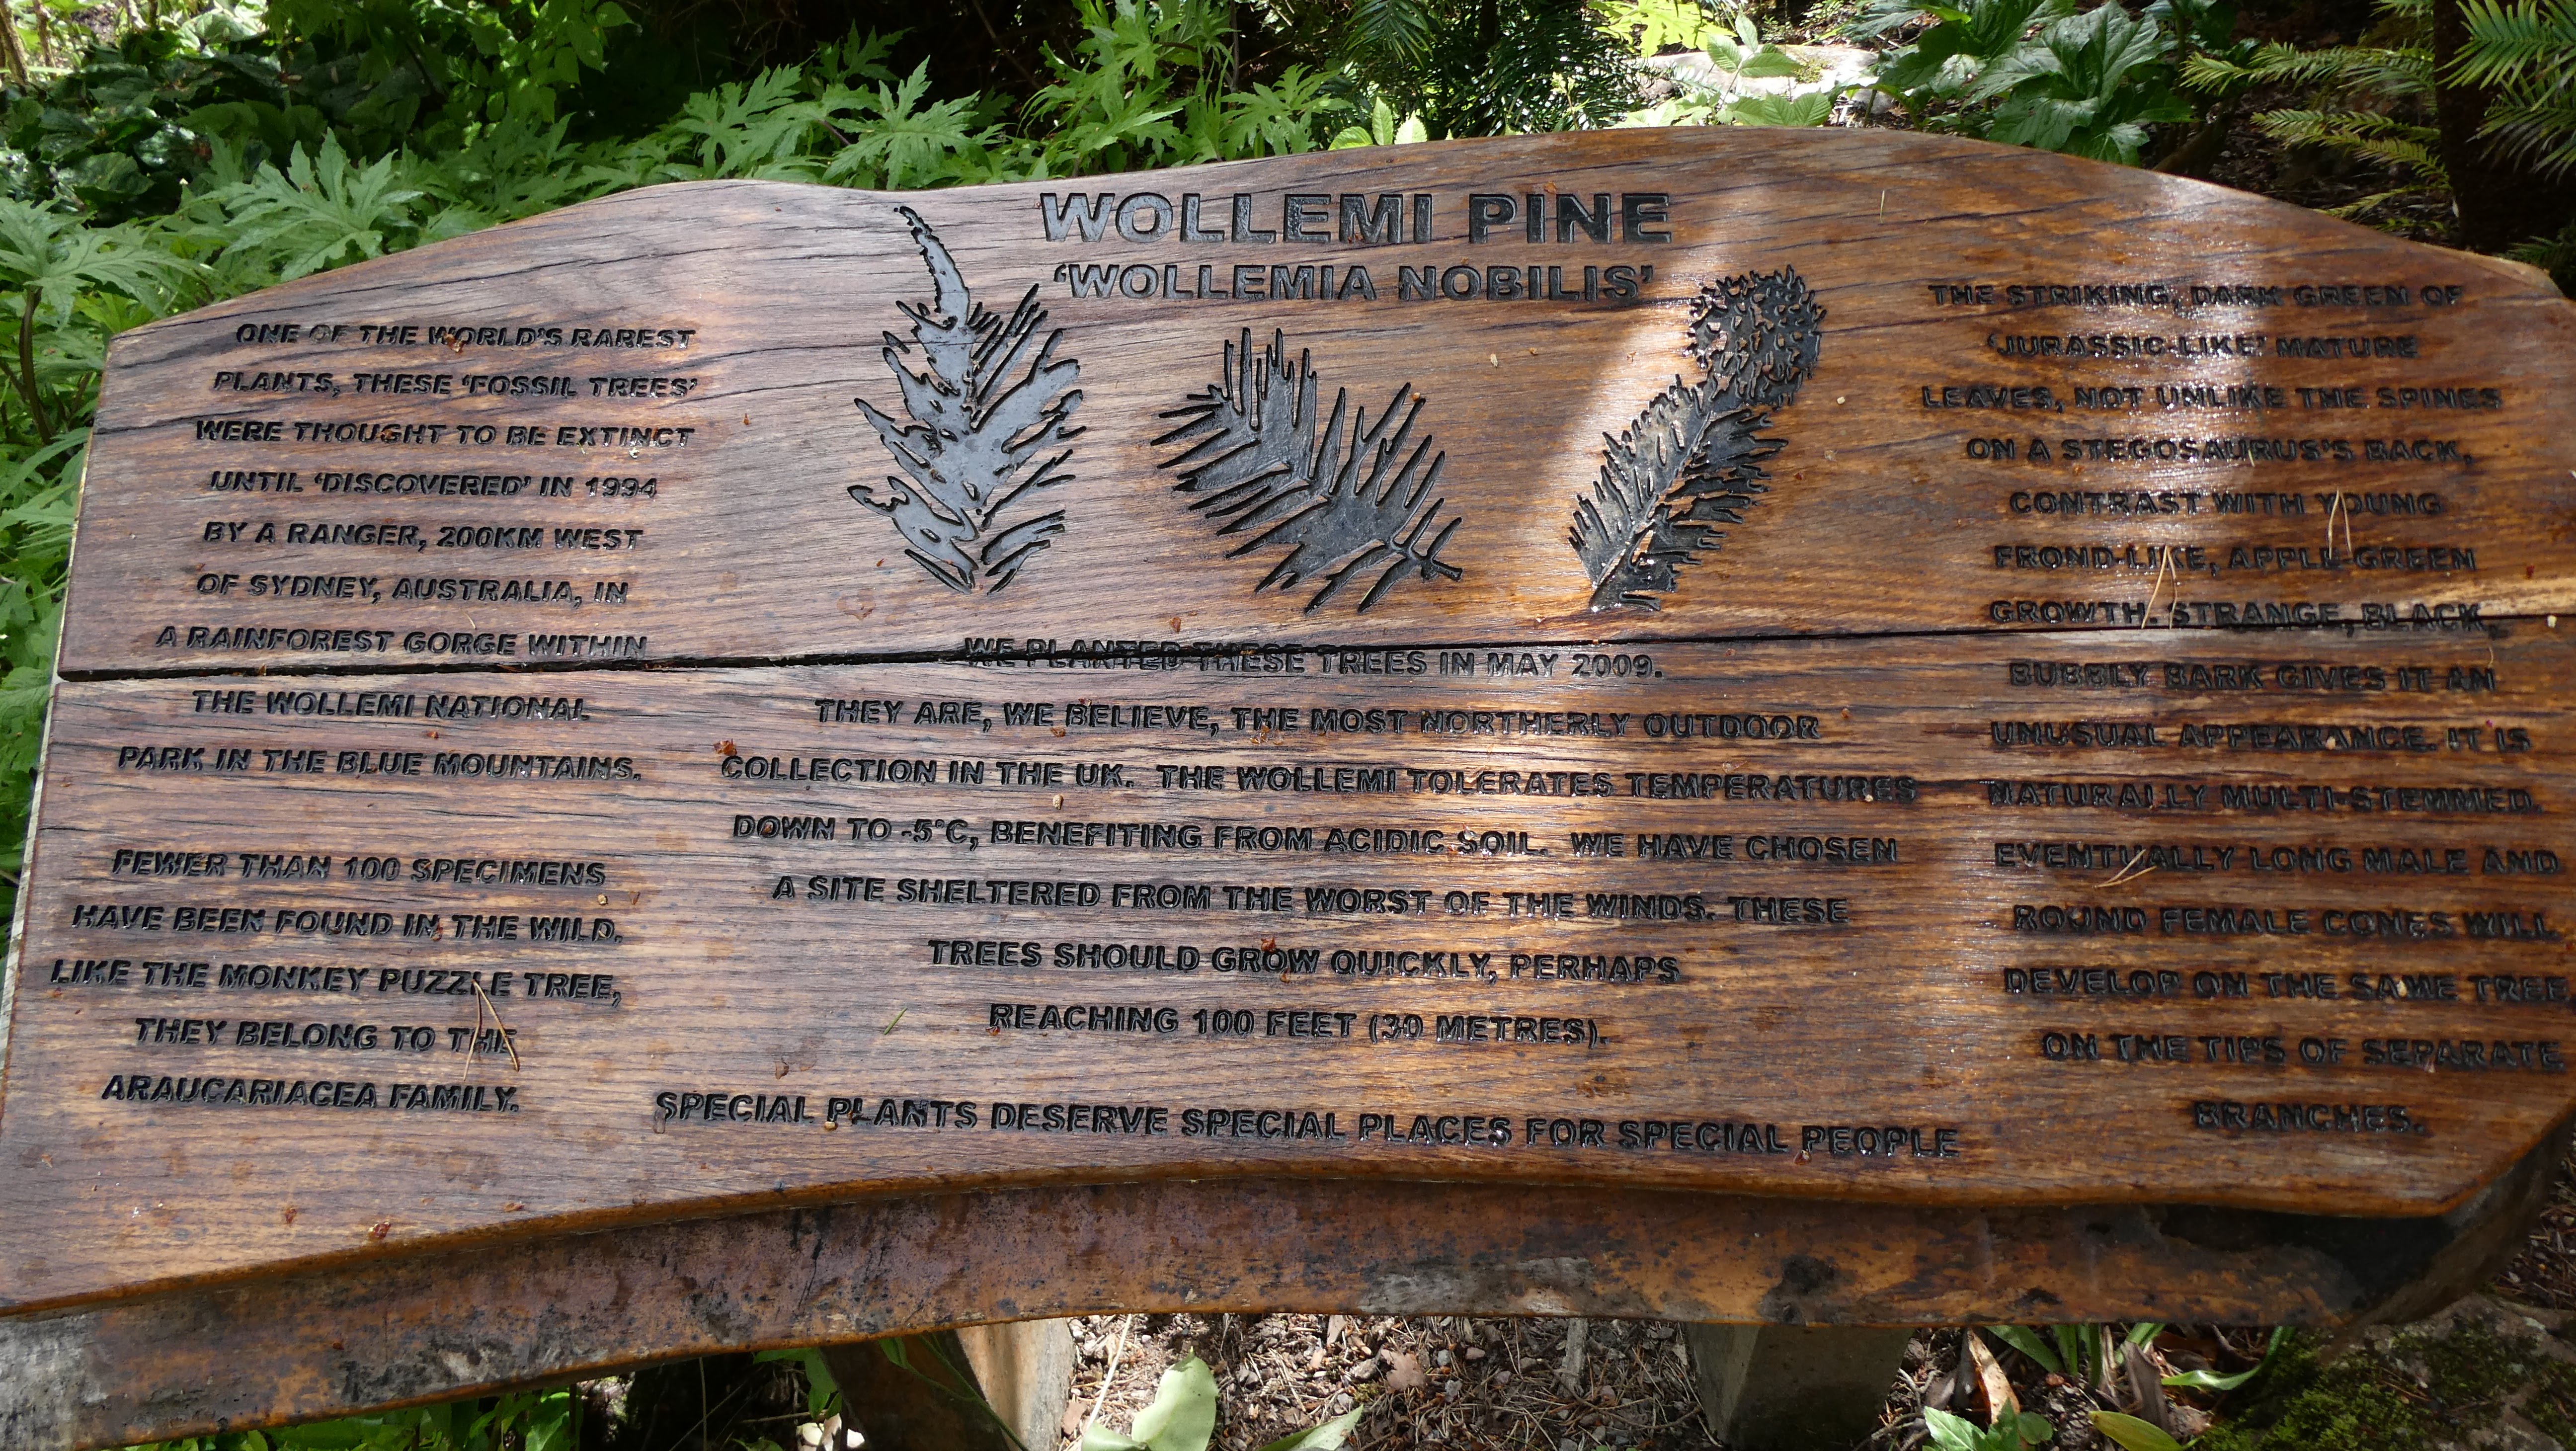 WOLLEMI PINE
'WOLLEMIA NOBILIS'
ONE OF THE WORLD'S RAREST
PLANTS, THESE 'FOSSIL TREES'
WERE THOUGHT TO BE EXTINCT
UNTIL 'DISCOVERED' IN 1994
BY A RANGER, 200KM WEST
OF SYDNEY, AUSTRALIA, IN
A RAINFOREST GORGE WITHIN
THE WOLLEMI NATIONAL
PARK IN THE BLUE MOUNTAINS.
FEWER THAN 100 SPECIMENS
HAVE BEEN FOUND IN THE WILD.
LIKE THE MONKEY PUZZLE TREE,
THEY BELONG TO THE
ARAUCARIACEA FAMILY.
WE PLANTED THESE TREES IN MAY 2009.
THEY ARE, WE BELIEVE, THE MOST NORTHERLY OUTDOOR
COLLECTION IN THE UK. THE WOLLEMI TOLERATES TEMPERATURES
DOWN TO -5°C, BENEFITING FROM ACIDIC SOIL. WE HAVE CHOSEN
A SITE SHELTERED FROM THE WORST OF THE WINDS. THESE
TREES SHOULD GROW QUICKLY, PERHAPS
REACHING 100 FEET (30 METRES).
SPECIAL PLANTS DESERVE SPECIAL PLACES FOR SPECIAL PEOPLE
THE STRIKING, DARK GREEN OF
'JURASSIC-LIKE' MATURE
LEAVES, NOT UNLIKE THE SPINES
ON A STEGOSAURUS'S BACK,
CONTRAST WITH YOUNG
FROND-LIKE, APPLE-GREEN
GROWTH. STRANGE, BLACK,
BUBBLY BARK GIVES IT AN
UNUSUAL APPEARANCE. IT IS
NATURALLY MULTI-STEMMED.
EVENTUALLY LONG MALE AND
ROUND FEMALE CONES WILL
DEVELOP ON THE SAME TREE
ON THE TIPS OF SEPARATE
BRANCHES.